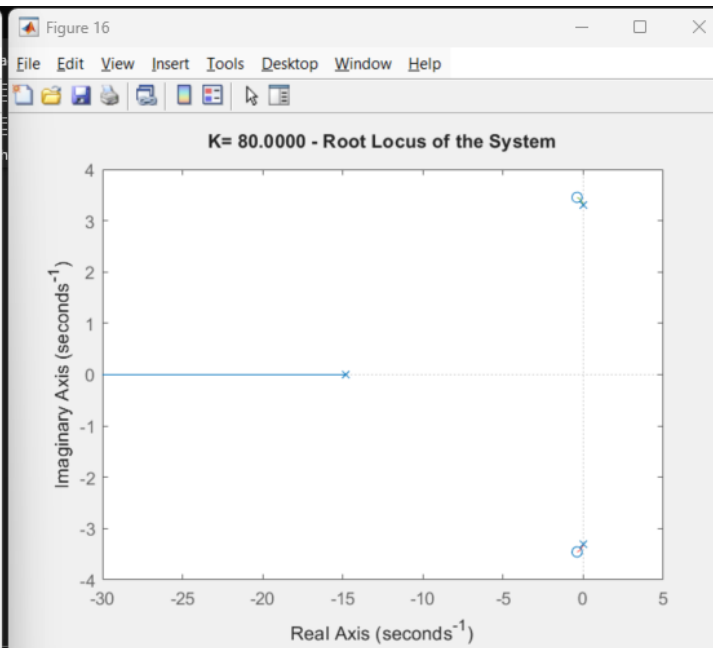 Figure 16
File Edit View Insert Tools Desktop Window Help
K= 80.0000 - Root Locus of the System
4
3
2
1
0
-1
-2
-3
-4
Imaginary Axis (seconds-1)
-30 -25 -20 -15 -10 -5 0 5
Real Axis (seconds-1)